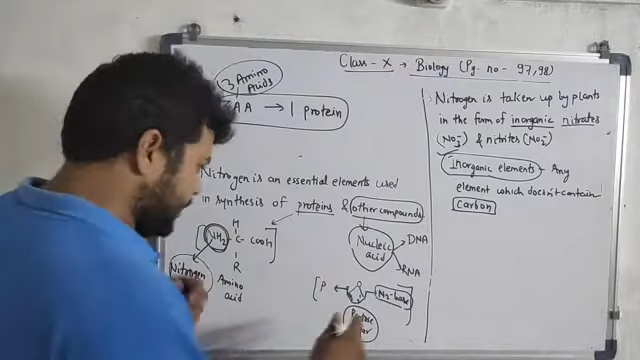 Class - X → Biology (Pg. no - 97,98)
3 Amino
Acids
AA → 1 protein
Nitrogen is an essential elements used
in synthesis of proteins & other compounds
H
NH2 - C - COOH
R
Nitrogen
Amino
acid
Nucleic
acid
DNA
RNA
P
N2-base
Nitrogen is taken up by plants
in the form of inorganic nitrates
(NO3-) & nitrites (NO2-)
Inorganic elements - Any
element which doesn't contain
carbon